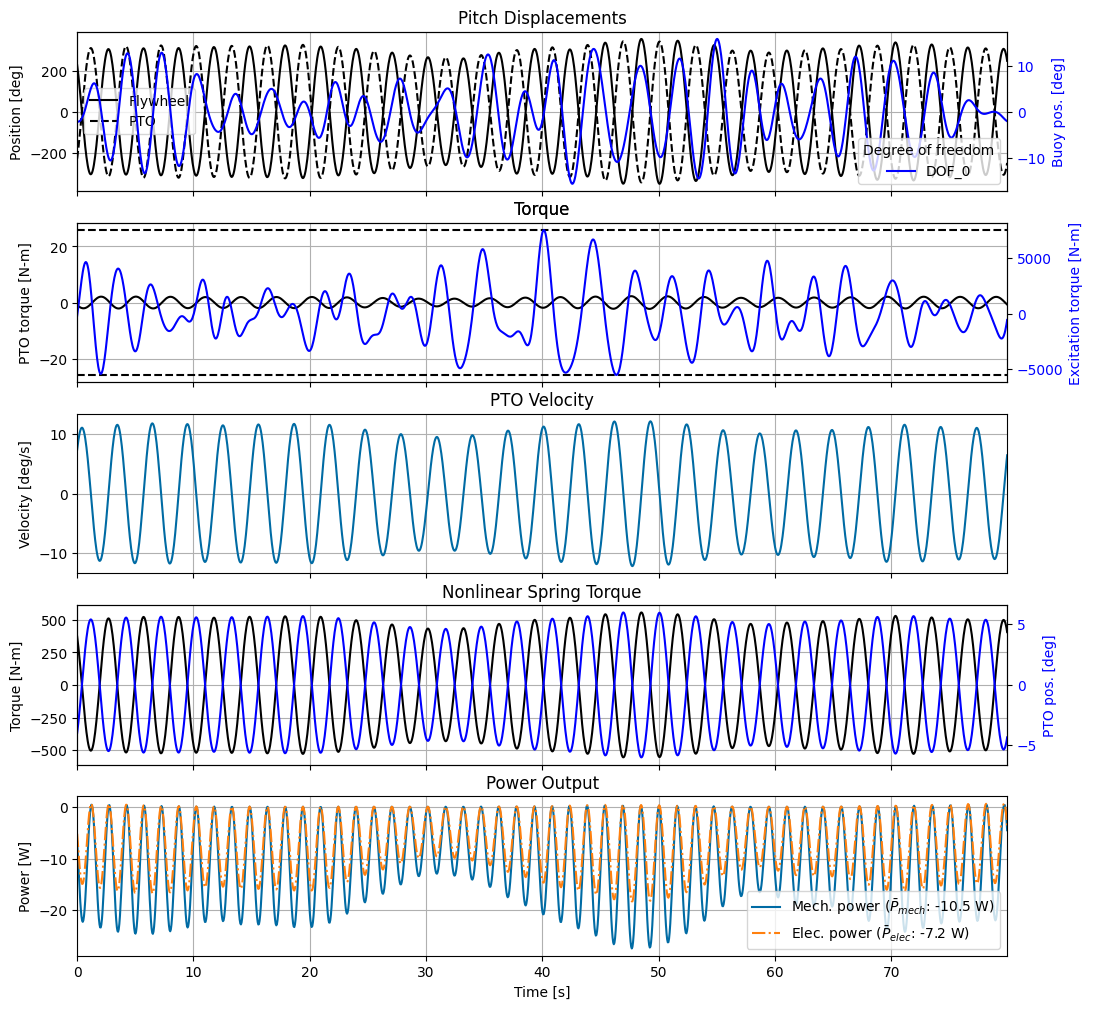 Pitch Displacements
Position [deg]
200
0
−200
Flywheel
PTO
Degree of freedom
DOF_0
10
0
−10
Buoy pos. [deg]
Torque
PTO torque [N-m]
20
0
−20
5000
0
−5000
Excitation torque [N-m]
PTO Velocity
Velocity [deg/s]
10
0
−10
Nonlinear Spring Torque
Torque [N-m]
500
250
0
−250
−500
5
0
−5
PTO pos. [deg]
Power Output
Power [W]
0
−10
−20
Mech. power (P̄mech: -10.5 W)
Elec. power (P̄elec: -7.2 W)
0 10 20 30 40 50 60 70
Time [s]